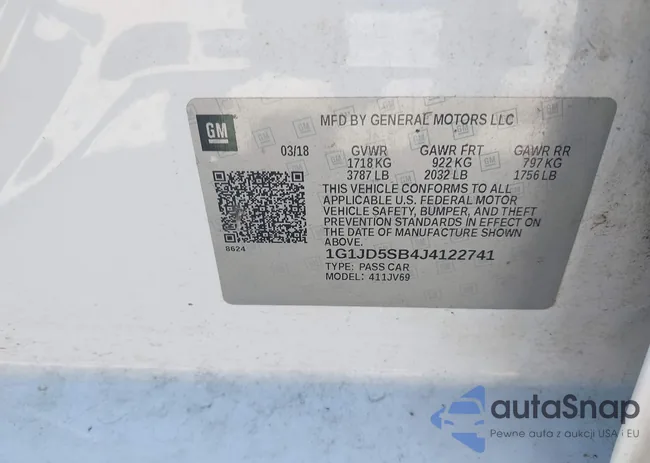 GM
MFD BY GENERAL MOTORS LLC
03/18 GVWR GAWR FRT GAWR RR
1718 KG 922 KG 797 KG
3787 LB 2032 LB 1756 LB
THIS VEHICLE CONFORMS TO ALL
APPLICABLE U.S. FEDERAL MOTOR
VEHICLE SAFETY, BUMPER, AND THEFT
PREVENTION STANDARDS IN EFFECT ON
THE DATE OF MANUFACTURE SHOWN
ABOVE.
8624
1G1JD5SB4J4122741
TYPE: PASS CAR
MODEL: 411JV69
autaSnap
Pewne auta z aukcji USA i EU